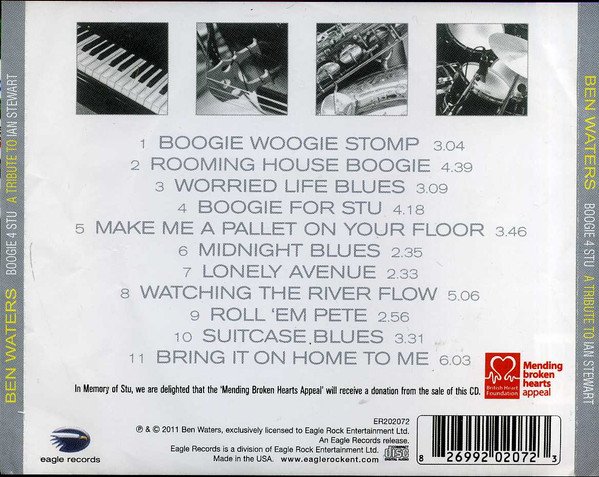 BEN WATERS BOOGIE 4 STU A TRIBUTE TO IAN STEWART
1 BOOGIE WOOGIE STOMP 3.04
2 ROOMING HOUSE BOOGIE 4.39
3 WORRIED LIFE BLUES 3.09
4 BOOGIE FOR STU 4.18
5 MAKE ME A PALLET ON YOUR FLOOR 3.46
6 MIDNIGHT BLUES 2.35
7 LONELY AVENUE 2.33
8 WATCHING THE RIVER FLOW 5.06
9 ROLL 'EM PETE 2.56
10 SUITCASE BLUES 3.31
11 BRING IT ON HOME TO ME 6.03
British Heart
Foundation
Mending
broken
hearts
appeal
In Memory of Stu, we are delighted that the 'Mending Broken Hearts Appeal' will receive a donation from the sale of this CD.
eagle records
ER202072
℗ & © 2011 Ben Waters, exclusively licensed to Eagle Rock Entertainment Ltd.
An Eagle Records release.
Eagle Records is a division of Eagle Rock Entertainment Ltd.
Made in the USA. www.eaglerockent.com
COMPACT
disc
DIGITAL AUDIO
8 26992 02072 3
BEN WATERS BOOGIE 4 STU A TRIBUTE TO IAN STEWART